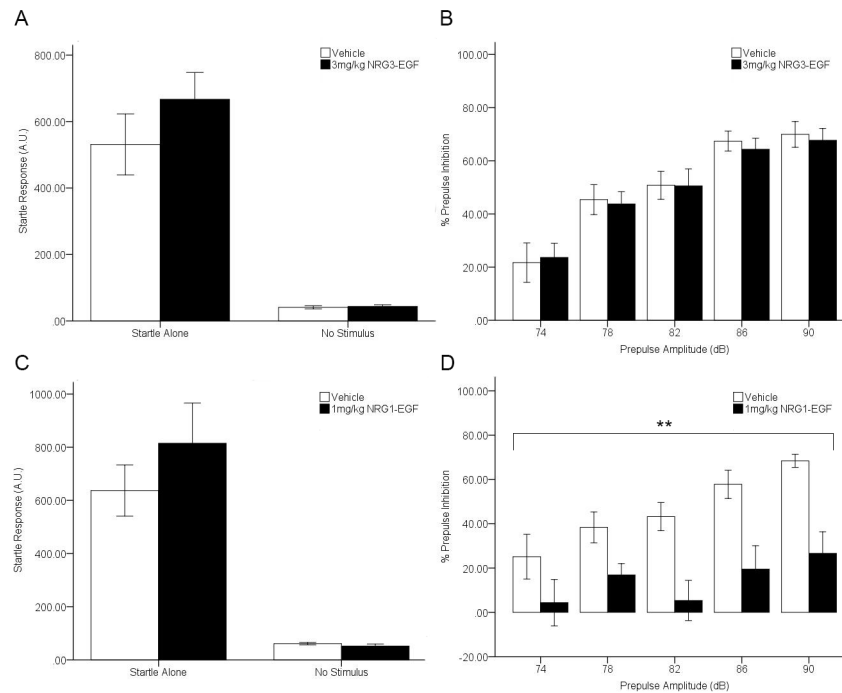 A
800.00
600.00
400.00
200.00
.00
Startle Response (A.U.)
Vehicle
3mg/kg NRG3-EGF
Startle Alone
No Stimulus
B
100.00
80.00
60.00
40.00
20.00
.00
% Prepulse Inhibition
Vehicle
3mg/kg NRG3-EGF
74
78
82
86
90
Prepulse Amplitude (dB)
C
1000.00
800.00
600.00
400.00
200.00
.00
Startle Response (A.U.)
Vehicle
1mg/kg NRG1-EGF
Startle Alone
No Stimulus
D
100.00
80.00
60.00
40.00
20.00
.00
-20.00
% Prepulse Inhibition
Vehicle
1mg/kg NRG1-EGF
**
74
78
82
86
90
Prepulse Amplitude (dB)